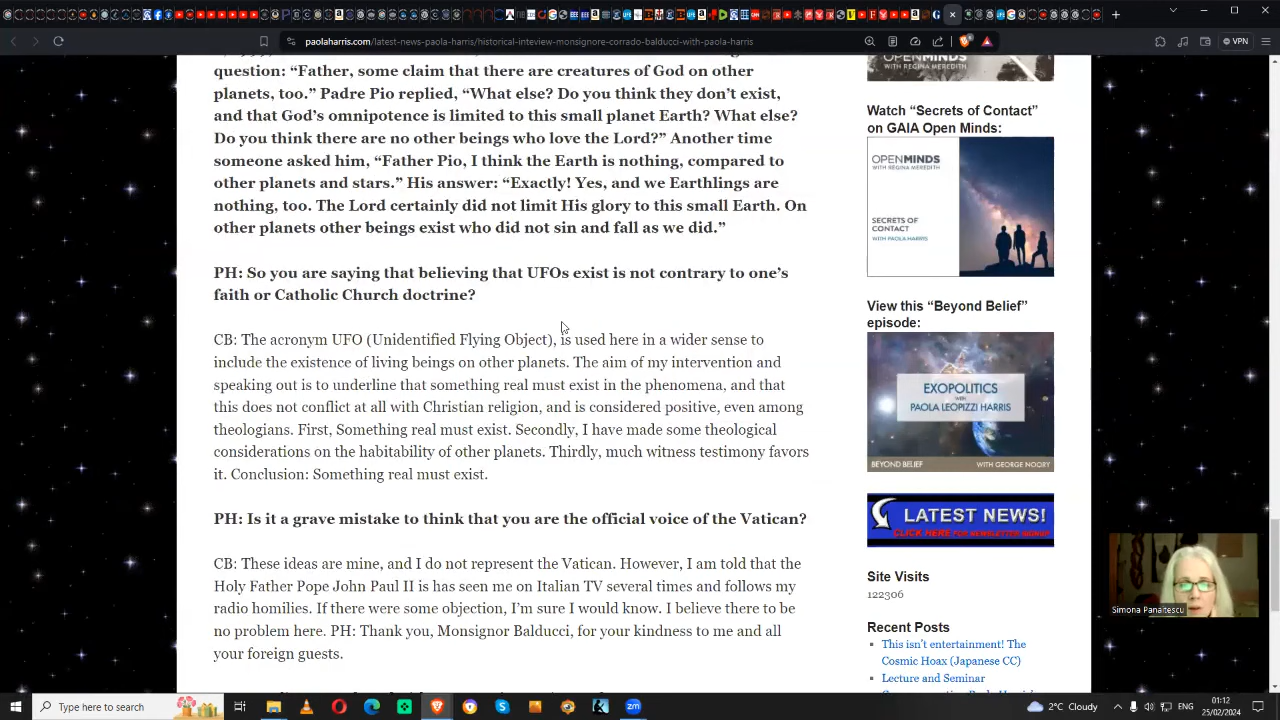 paolaharris.com/latest-news-paola-harris/historical-inteview-monsignore-corrado-balducci-with-paola-harris
VPN
question: “Father, some claim that there are creatures of God on other
planets, too.” Padre Pio replied, “What else? Do you think they don’t exist,
and that God’s omnipotence is limited to this small planet Earth? What else?
Do you think there are no other beings who love the Lord?” Another time
someone asked him, “Father Pio, I think the Earth is nothing, compared to
other planets and stars.” His answer: “Exactly! Yes, and we Earthlings are
nothing, too. The Lord certainly did not limit His glory to this small Earth. On
other planets other beings exist who did not sin and fall as we did.”
PH: So you are saying that believing that UFOs exist is not contrary to one’s
faith or Catholic Church doctrine?
CB: The acronym UFO (Unidentified Flying Object), is used here in a wider sense to
include the existence of living beings on other planets. The aim of my intervention and
speaking out is to underline that something real must exist in the phenomena, and that
this does not conflict at all with Christian religion, and is considered positive, even among
theologians. First, Something real must exist. Secondly, I have made some theological
considerations on the habitability of other planets. Thirdly, much witness testimony favors
it. Conclusion: Something real must exist.
PH: Is it a grave mistake to think that you are the official voice of the Vatican?
CB: These ideas are mine, and I do not represent the Vatican. However, I am told that the
Holy Father Pope John Paul II is has seen me on Italian TV several times and follows my
radio homilies. If there were some objection, I’m sure I would know. I believe there to be
no problem here. PH: Thank you, Monsignor Balducci, for your kindness to me and all
your foreign guests.
OPENMINDS
WITH REGINA MEREDITH
Watch “Secrets of Contact”
on GAIA Open Minds:
OPENMINDS
WITH REGINA MEREDITH
SECRETS OF
CONTACT
WITH PAOLA HARRIS
View this “Beyond Belief”
episode:
EXOPOLITICS
WITH
PAOLA LEOPIZZI HARRIS
BEYOND BELIEF
WITH GEORGE NOORY
LATEST NEWS!
CLICK HERE FOR NEWSLETTER SIGNUP
Site Visits
122306
Recent Posts
This isn’t entertainment! The
Cosmic Hoax (Japanese CC)
Lecture and Seminar
Simona Panaitescu
Type here to search
2°C Cloudy
01:12
25/02/2024